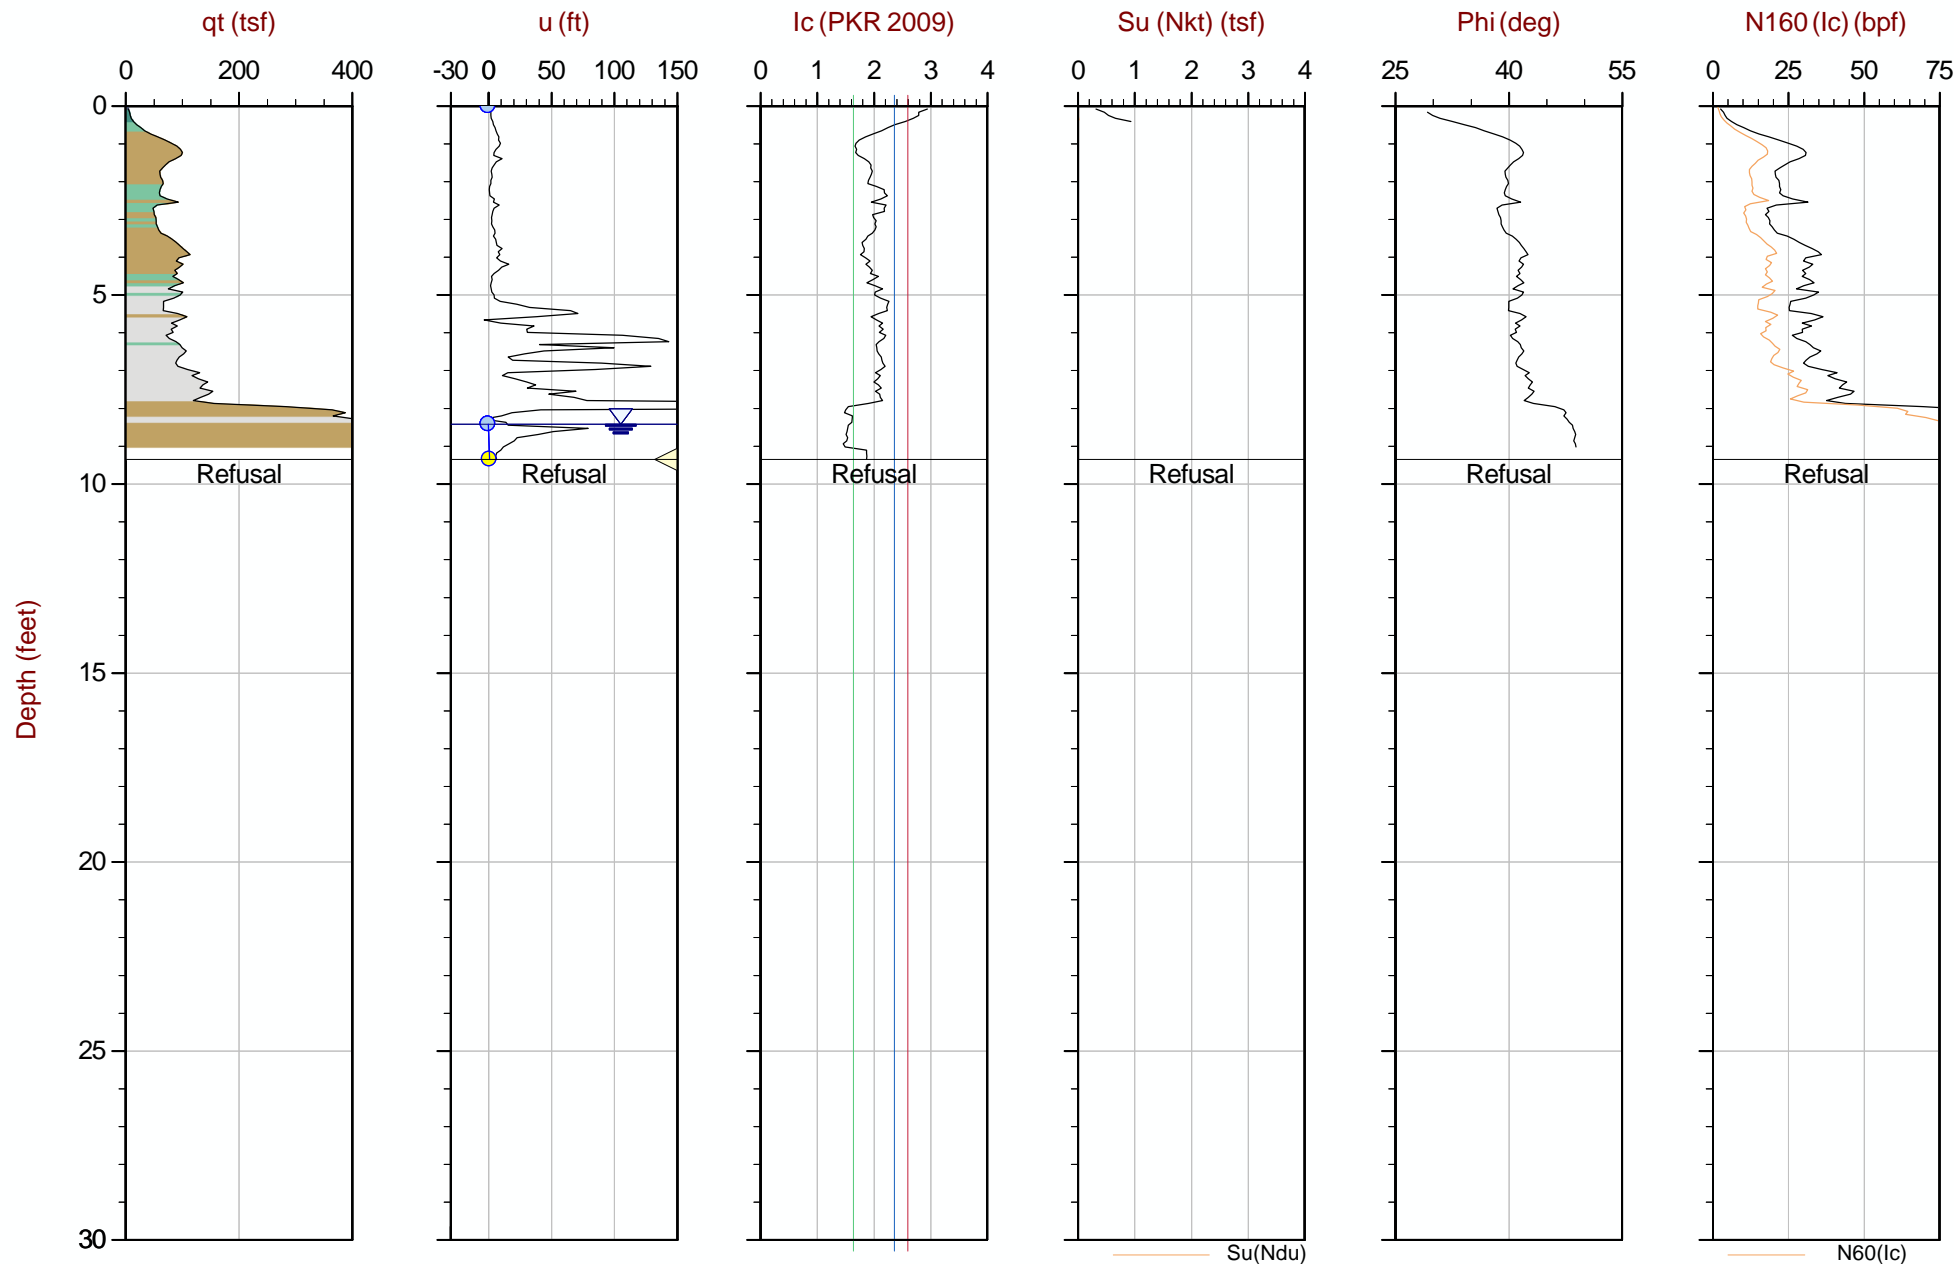 qt (tsf) u (ft) Ic (PKR 2009) Su (Nkt) (tsf) Phi (deg) N160 (Ic) (bpf)
0 200 400 -30 0 50 100 150 0 1 2 3 4 0 1 2 3 4 25 40 55 0 25 50 75
0
5
Refusal Refusal Refusal Refusal Refusal Refusal
10
15
20
25
30
Depth (feet)
Su(Ndu) N60(Ic)